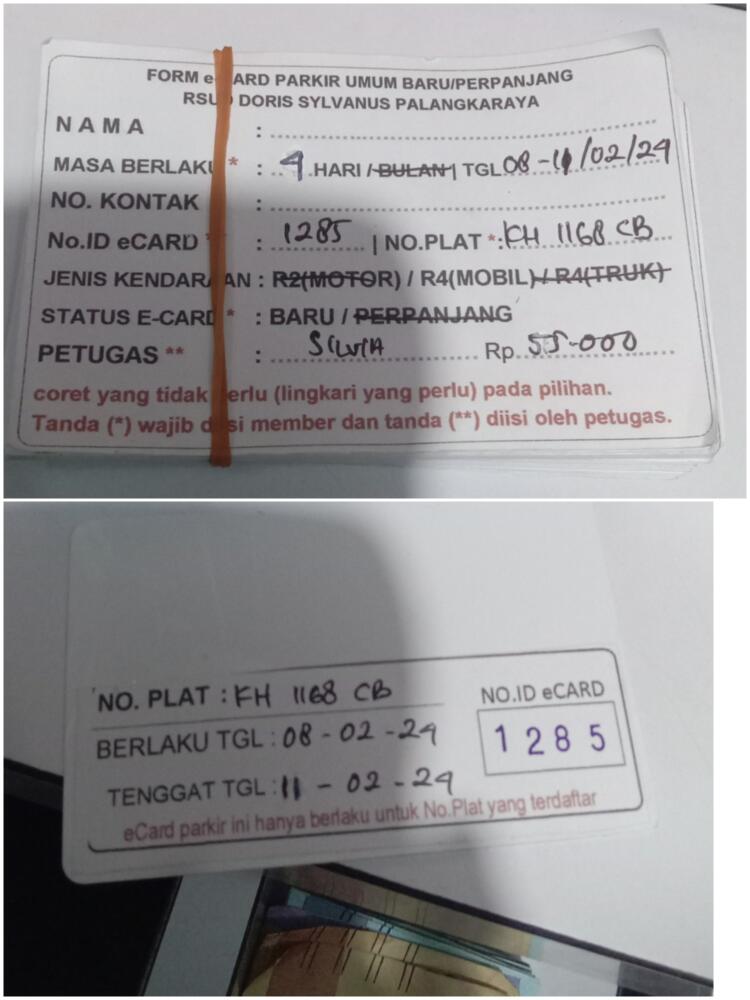 FORM e-CARD PARKIR UMUM BARU/PERPANJANG
RSUD DORIS SYLVANUS PALANGKARAYA
NAMA :
MASA BERLAKU * : 4 HARI / BULAN | TGL 08 - 11/02/24
NO. KONTAK :
No.ID eCARD * : 1285 | NO.PLAT *: KH 1168 CB
JENIS KENDARAAN : R2(MOTOR) / R4(MOBIL) / R4(TRUK)
STATUS E-CARD * : BARU / PERPANJANG
PETUGAS ** : SILVIA Rp. 55.000
coret yang tidak perlu (lingkari yang perlu) pada pilihan.
Tanda (*) wajib diisi member dan tanda (**) diisi oleh petugas.
NO. PLAT : KH 1168 CB
BERLAKU TGL : 08 - 02 - 24
TENGGAT TGL : 11 - 02 - 24
NO.ID eCARD
1285
eCard parkir ini hanya berlaku untuk No.Plat yang terdaftar